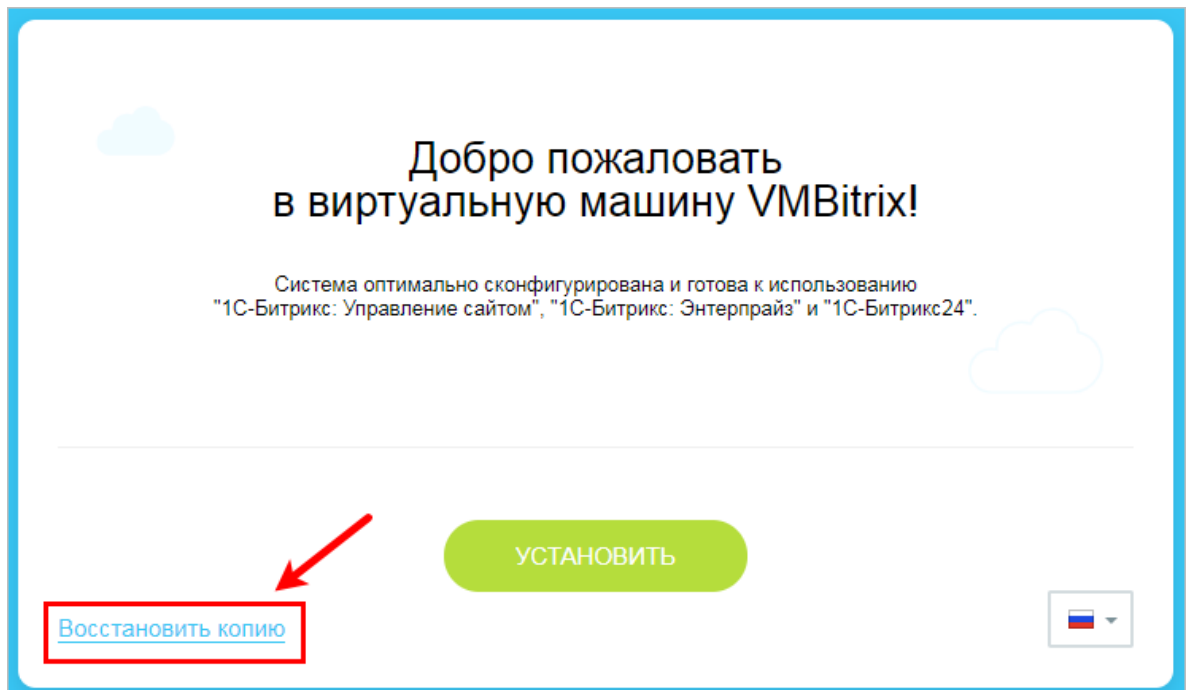 Добро пожаловать
в виртуальную машину VMBitrix!
Система оптимально сконфигурирована и готова к использованию
"1С-Битрикс: Управление сайтом", "1С-Битрикс: Энтерпрайз" и "1С-Битрикс24".
УСТАНОВИТЬ
Восстановить копию